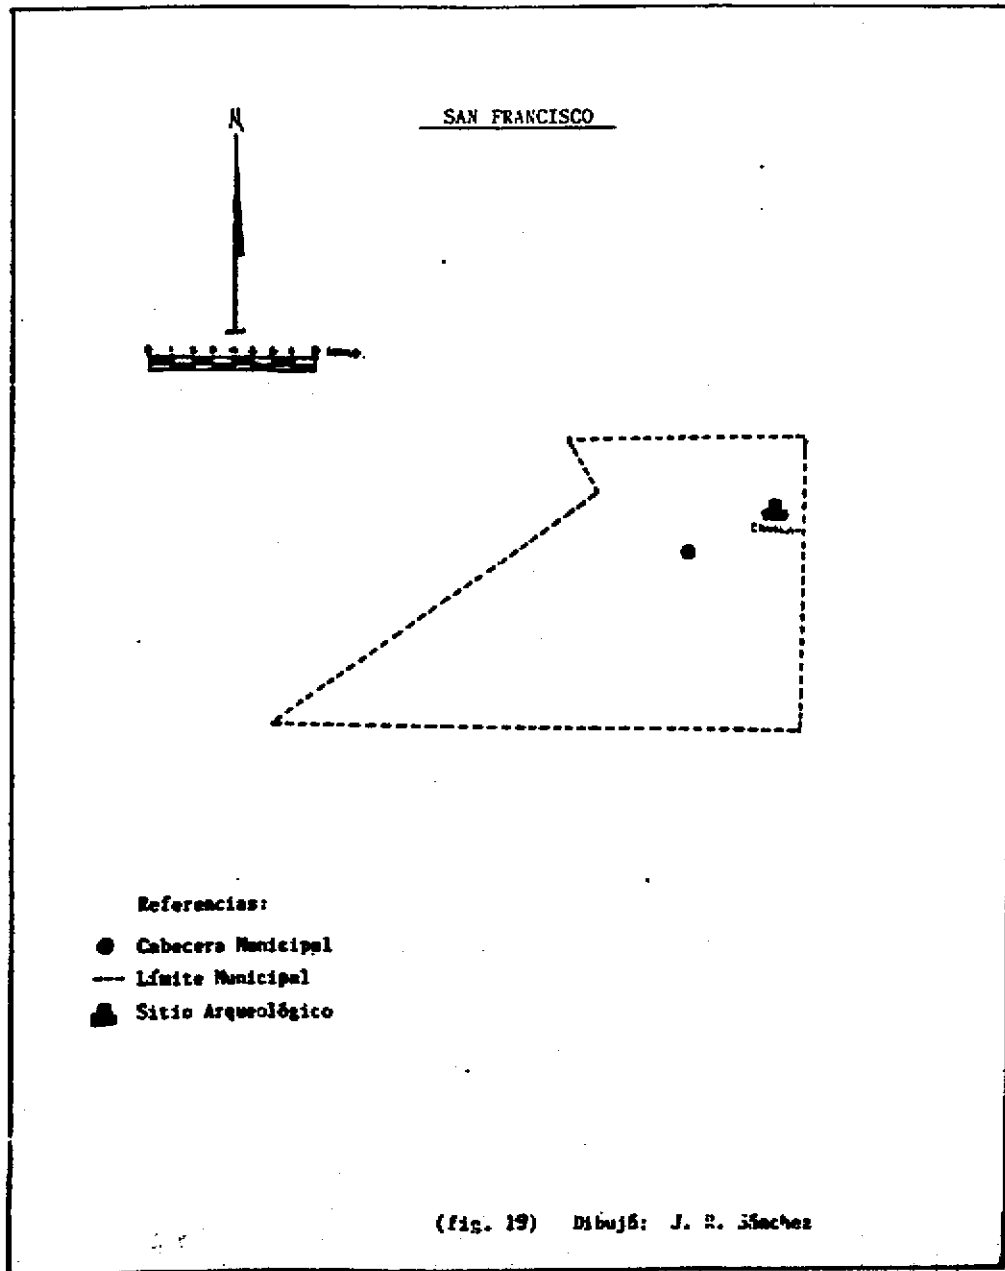 SAN FRANCISCO
N
Referencias:
Cabecera Municipal
Límite Municipal
Sitio Arqueológico
(fig. 19) Dibujó: J. R. Sánchez